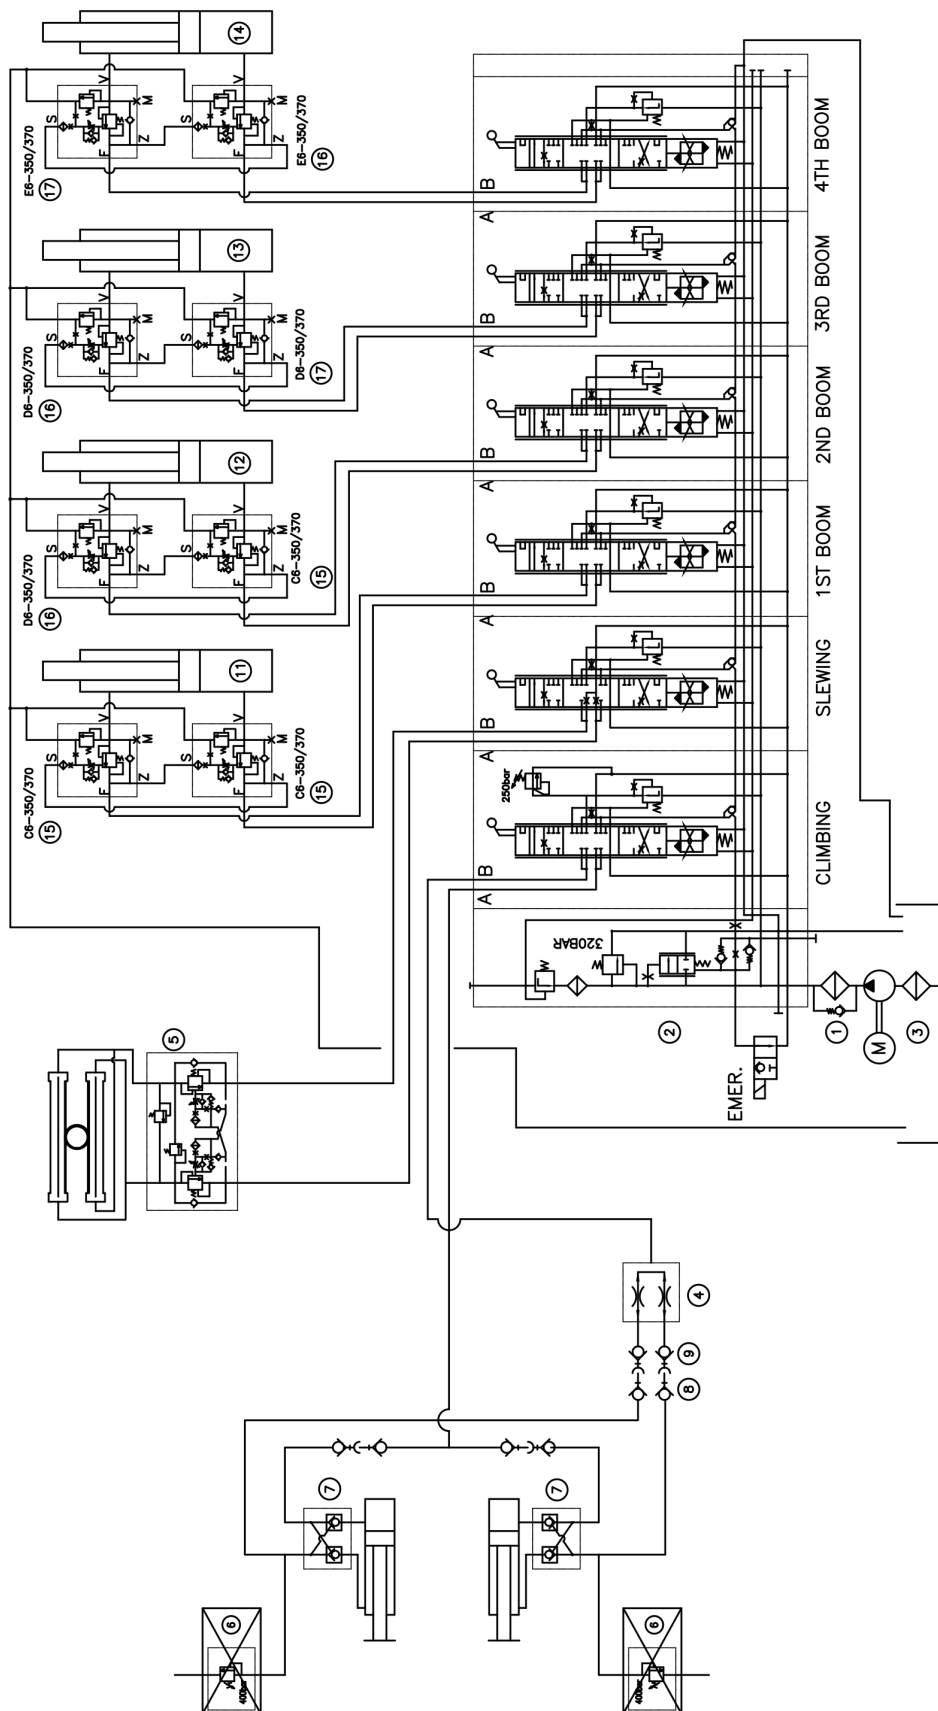 C6-350/370
15
S
F
V
Z
M
S
F
V
Z
M
C6-350/370
15
11
D6-350/370
16
S
F
V
Z
M
S
F
V
Z
M
C6-350/370
15
12
D6-350/370
16
S
F
V
Z
M
S
F
V
Z
M
D6-350/370
17
13
E6-350/370
17
S
F
V
Z
M
S
F
V
Z
M
E6-350/370
16
14
5
6
400bar
7
7
6
400bar
8
9
4
A
B
A
B
A
B
A
B
A
B
A
B
250bar
320BAR
2
EMER.
1
M
3
CLIMBING
SLEWING
1ST BOOM
2ND BOOM
3RD BOOM
4TH BOOM